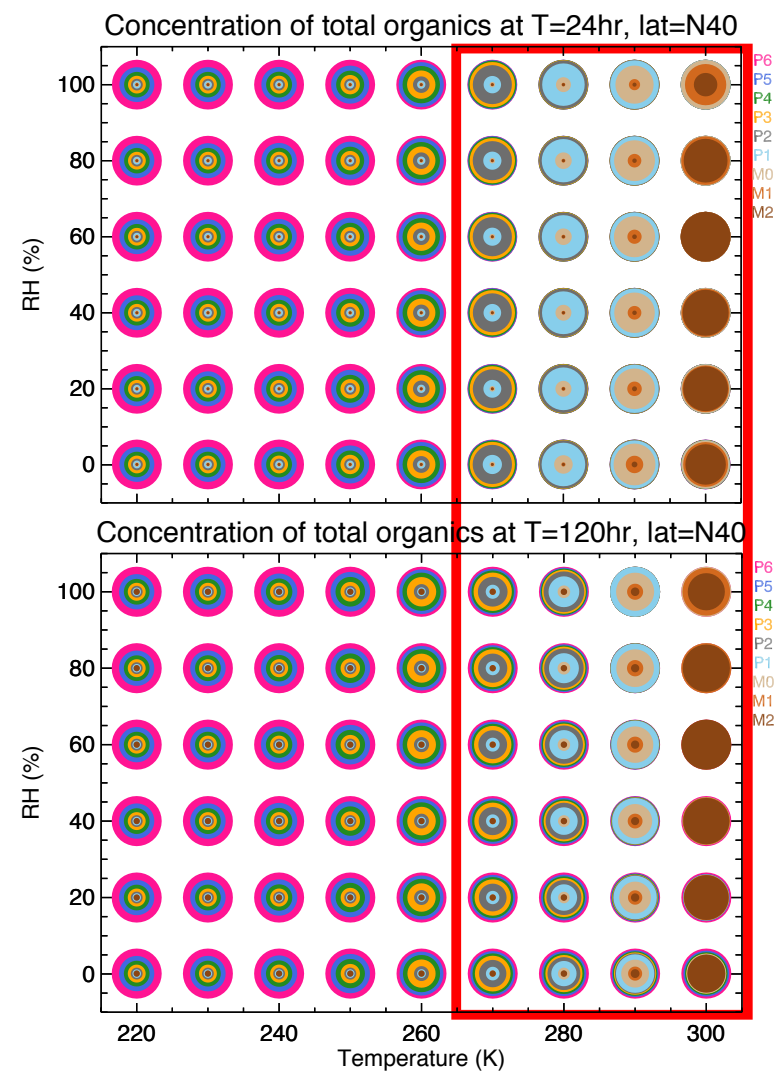 Concentration of total organics at T=24hr, lat=N40
P6
P5
P4
P3
P2
P1
M0
M1
M2
100
80
60
40
20
0
RH (%)
Concentration of total organics at T=120hr, lat=N40
P6
P5
P4
P3
P2
P1
M0
M1
M2
100
80
60
40
20
0
RH (%)
220 240 260 280 300
Temperature (K)